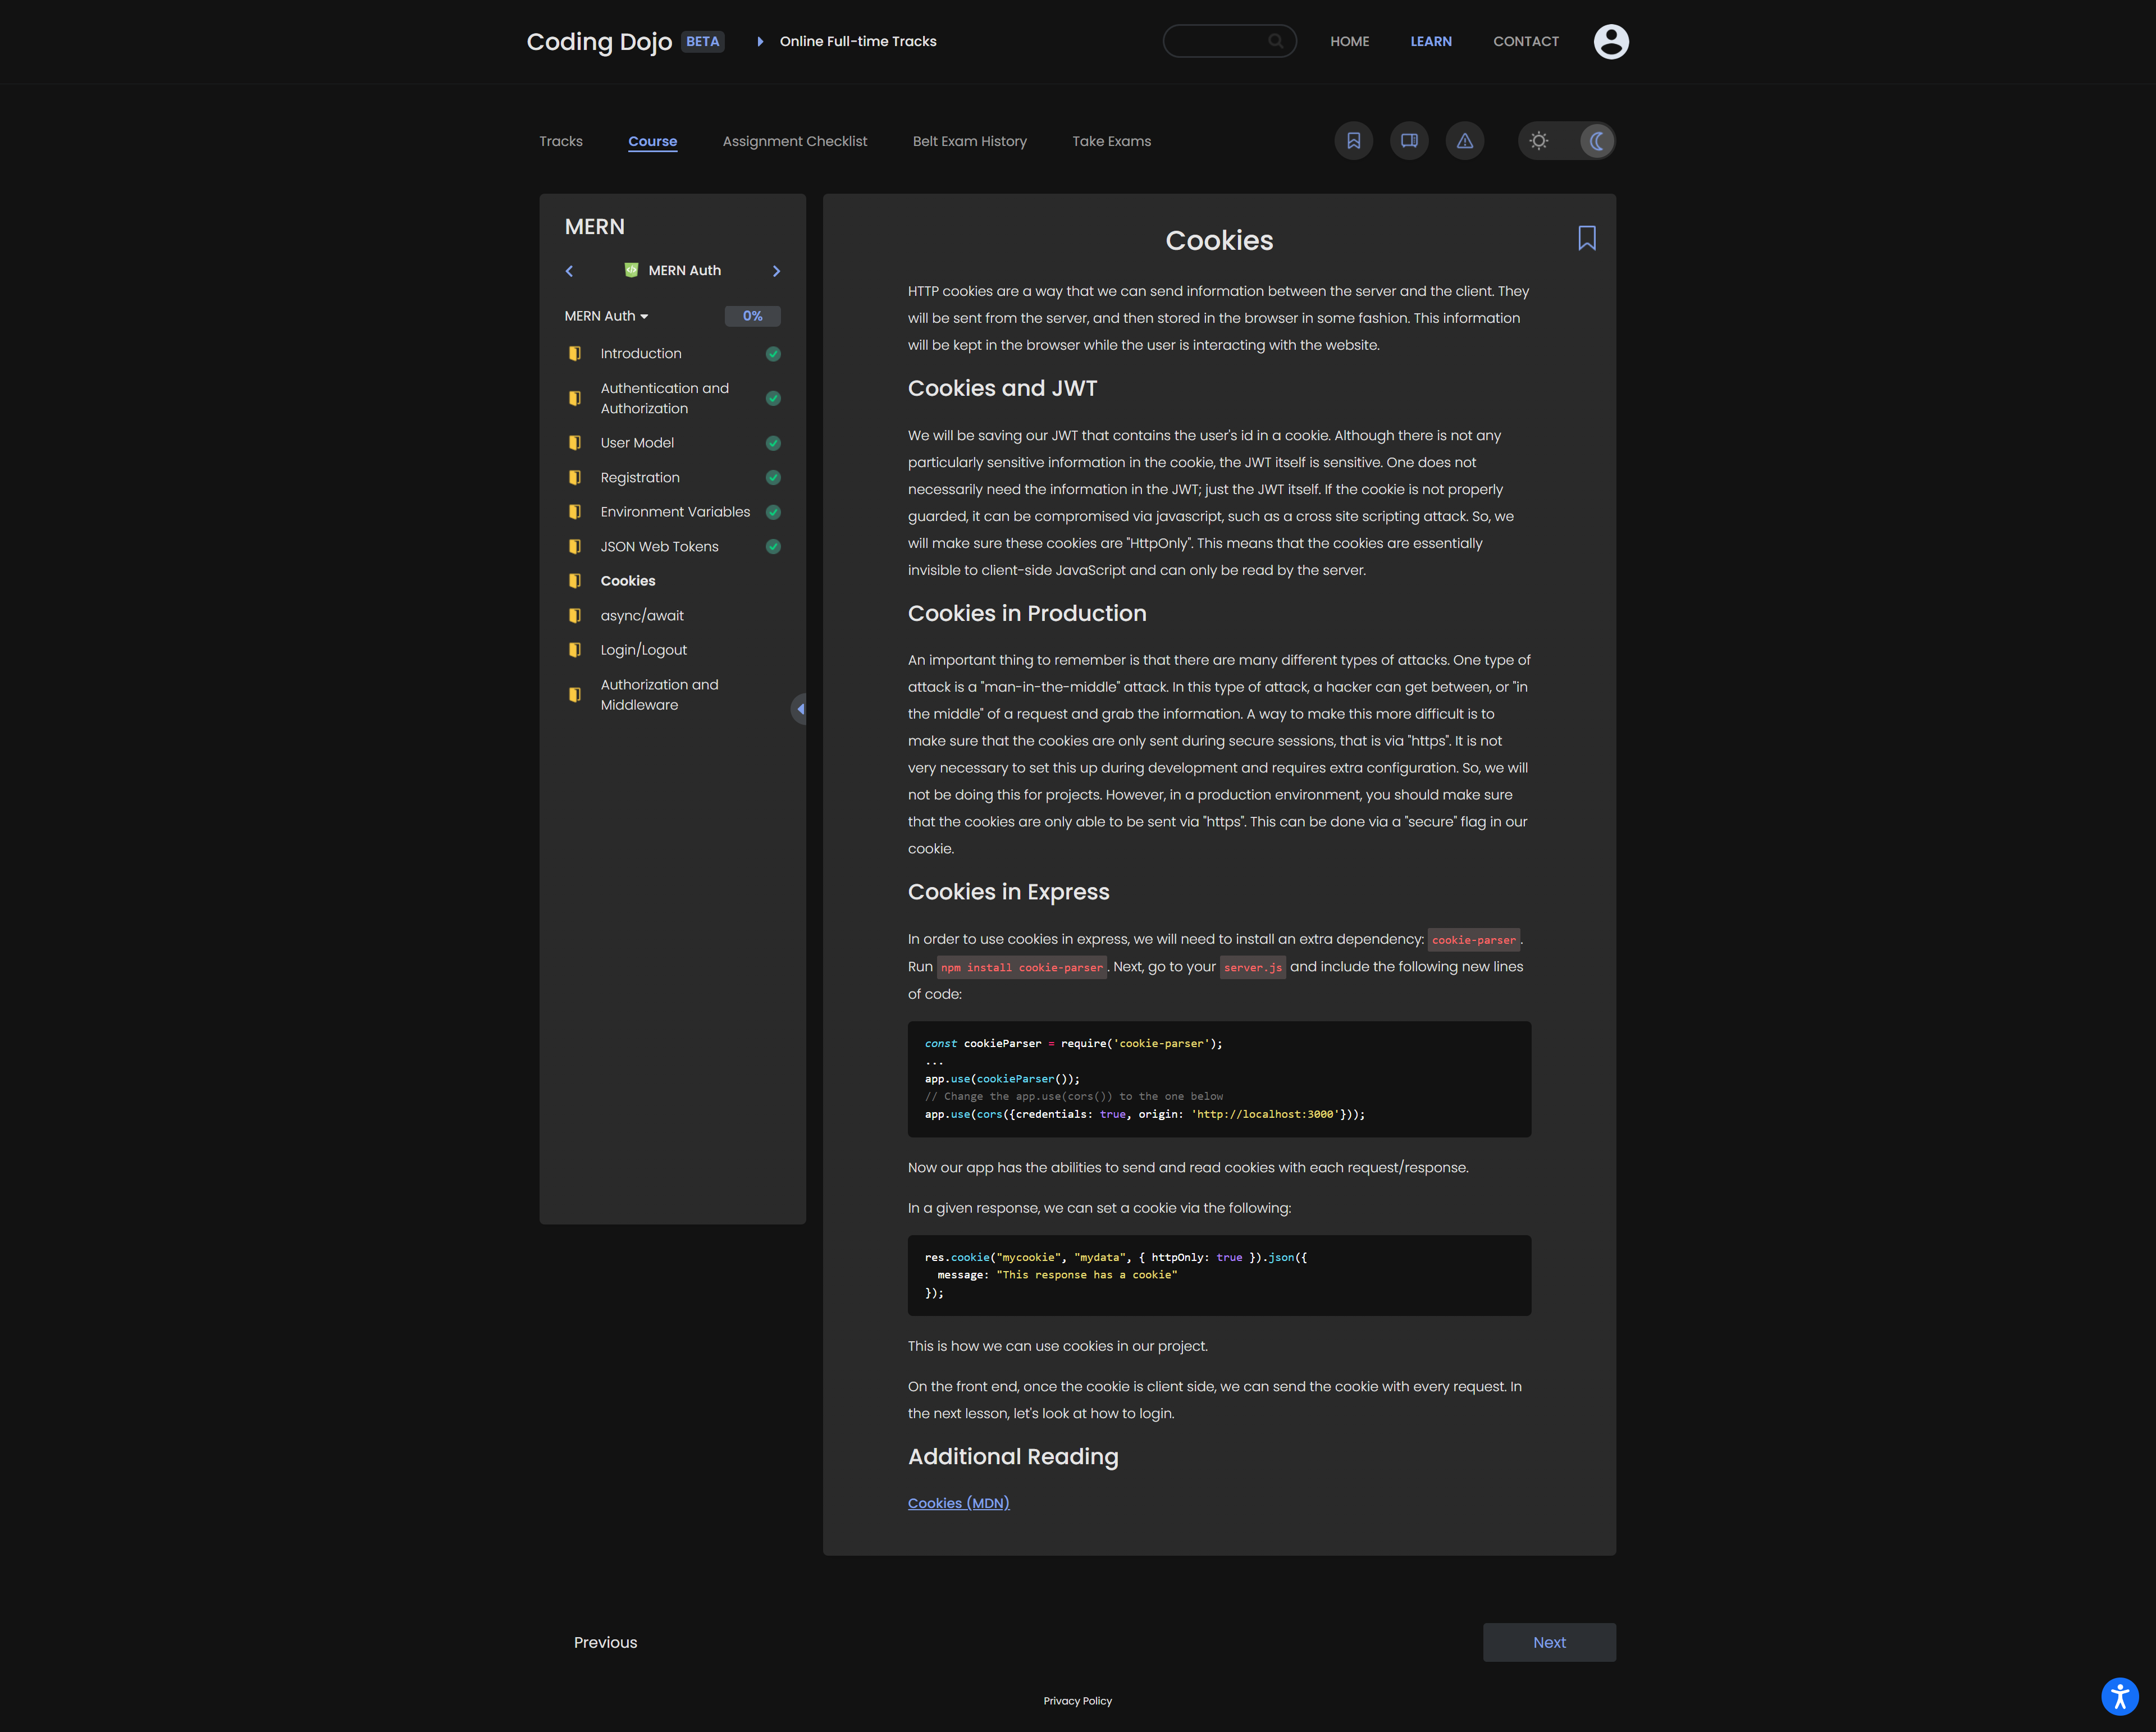 Coding Dojo BETA Online Full-time Tracks HOME LEARN CONTACT
Tracks Course Assignment Checklist Belt Exam History Take Exams
MERN
MERN Auth
MERN Auth 0%
Introduction
Authentication and
Authorization
User Model
Registration
Environment Variables
JSON Web Tokens
Cookies
async/await
Login/Logout
Authorization and
Middleware
Cookies
HTTP cookies are a way that we can send information between the server and the client. They
will be sent from the server, and then stored in the browser in some fashion. This information
will be kept in the browser while the user is interacting with the website.
Cookies and JWT
We will be saving our JWT that contains the user's id in a cookie. Although there is not any
particularly sensitive information in the cookie, the JWT itself is sensitive. One does not
necessarily need the information in the JWT; just the JWT itself. If the cookie is not properly
guarded, it can be compromised via javascript, such as a cross site scripting attack. So, we
will make sure these cookies are "HttpOnly". This means that the cookies are essentially
invisible to client-side JavaScript and can only be read by the server.
Cookies in Production
An important thing to remember is that there are many different types of attacks. One type of
attack is a "man-in-the-middle" attack. In this type of attack, a hacker can get between, or "in
the middle" of a request and grab the information. A way to make this more difficult is to
make sure that the cookies are only sent during secure sessions, that is via "https". It is not
very necessary to set this up during development and requires extra configuration. So, we will
not be doing this for projects. However, in a production environment, you should make sure
that the cookies are only able to be sent via "https". This can be done via a "secure" flag in our
cookie.
Cookies in Express
In order to use cookies in express, we will need to install an extra dependency: cookie-parser.
Run npm install cookie-parser. Next, go to your server.js and include the following new lines
of code:
const cookieParser = require('cookie-parser');
...
app.use(cookieParser());
// Change the app.use(cors()) to the one below
app.use(cors({credentials: true, origin: 'http://localhost:3000'}));
Now our app has the abilities to send and read cookies with each request/response.
In a given response, we can set a cookie via the following:
res.cookie("mycookie", "mydata", { httpOnly: true }).json({
message: "This response has a cookie"
});
This is how we can use cookies in our project.
On the front end, once the cookie is client side, we can send the cookie with every request. In
the next lesson, let's look at how to login.
Additional Reading
Cookies (MDN)
Previous Next
Privacy Policy